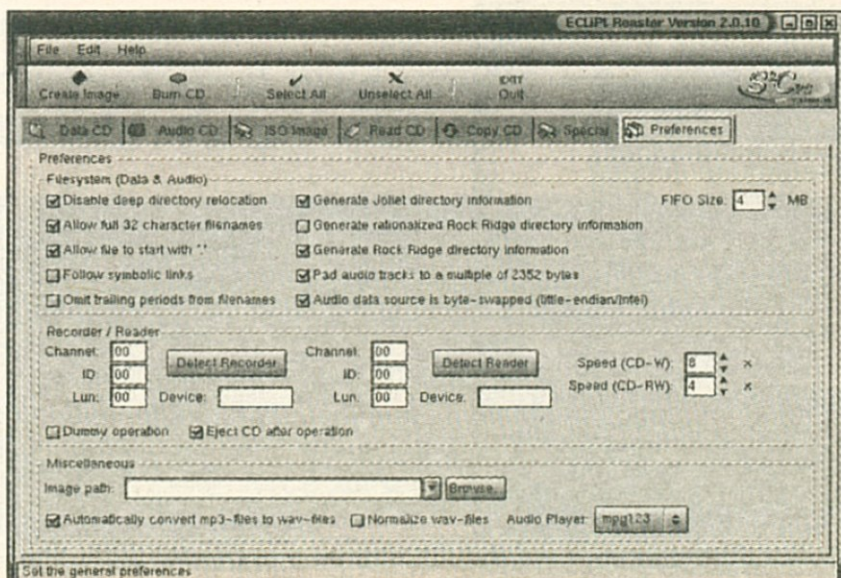 ECLiPt Roaster Version 2.0.10
File Edit Help
Create Image Burn CD Select All Unselect All EXIT Quit
Data CD Audio CD ISO Image Read CD Copy CD Special Preferences
Preferences
Filesystem (Data & Audio)
Disable deep directory relocation Generate Joliet directory information FIFO Size: 4 MB
Allow full 32 character filenames Generate rationalized Rock Ridge directory information
Allow file to start with '.' Generate Rock Ridge directory information
Follow symbolic links Pad audio tracks to a multiple of 2352 bytes
Omit trailing periods from filenames Audio data source is byte-swapped (little-endian/Intel)
Recorder / Reader
Channel: 00 Detect Recorder Channel: 00 Detect Reader Speed (CD-W): 8 x
ID: 00 ID: 00 Speed (CD-RW): 4 x
Lun: 00 Device: Lun: 00 Device:
Dummy operation Eject CD after operation
Miscellaneous
Image path: Browse...
Automatically convert mp3-files to wav-files Normalize wav-files Audio Player: mpg123
Set the general preferences